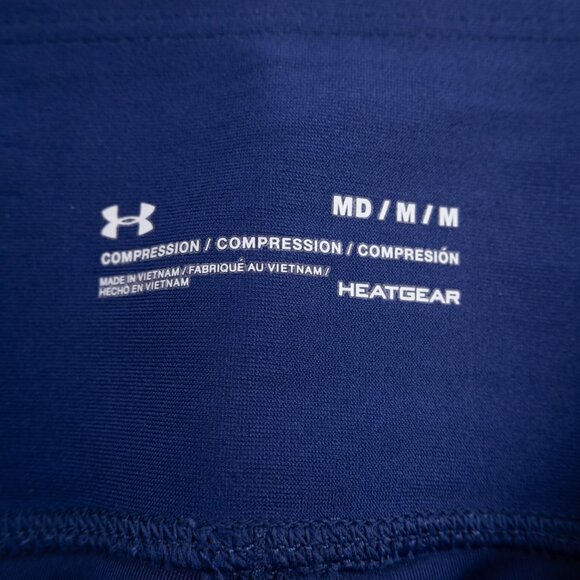 MD / M / M
COMPRESSION / COMPRESSION / COMPRESIÓN
MADE IN VIETNAM / FABRIQUÉ AU VIETNAM /
HECHO EN VIETNAM
HEATGEAR